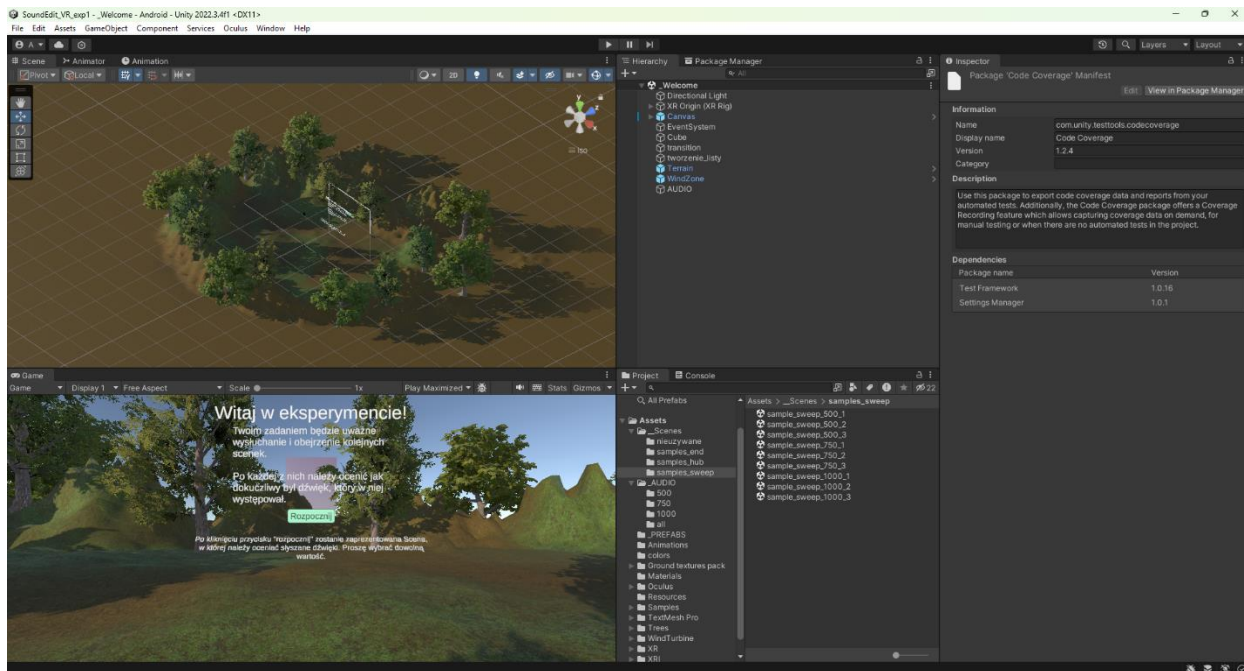 SoundEdit_VR_exp1 - _Welcome - Android - Unity 2022.3.4f1 <DX11>
File Edit Assets GameObject Component Services Oculus Window Help
A
Layers Layout
Scene Animator Animation
Pivot Local
2D
Iso
Hierarchy Package Manager
All
_Welcome
Directional Light
XR Origin (XR Rig)
Canvas
EventSystem
Cube
transition
tworzenie_listy
Terrain
WindZone
AUDIO
Inspector
Package 'Code Coverage' Manifest
Edit View in Package Manager
Information
Name com.unity.testtools.codecoverage
Display name Code Coverage
Version 1.2.4
Category
Description
Use this package to export code coverage data and reports from your
automated tests. Additionally, the Code Coverage package offers a Coverage
Recording feature which allows capturing coverage data on demand, for
manual testing or when there are no automated tests in the project.
Dependencies
Package name Version
Test Framework 1.0.16
Settings Manager 1.0.1
Game
Game Display 1 Free Aspect Scale 1x Play Maximized Stats Gizmos
Witaj w eksperymencie!
Twoim zadaniem będzie uważne
wysłuchanie i obejrzenie kolejnych
scenek.
Po każdej z nich należy ocenić jak
dokuczliwy był dźwięk, który w niej
występował.
Rozpocznij
Po kliknięciu przycisku "rozpocznij" zostanie zaprezentowana Scena,
w której należy oceniać słyszane dźwięki. Proszę wybrać dowolną
wartość.
Project Console
22
All Prefabs
Assets
__Scenes
nieuzywane
samples_end
samples_hub
samples_sweep
_AUDIO
500
750
1000
all
_PREFABS
Animations
colors
Ground textures pack
Materials
Oculus
Resources
Samples
TextMesh Pro
Trees
WindTurbine
XR
XRI
Assets > __Scenes > samples_sweep
sample_sweep_500_1
sample_sweep_500_2
sample_sweep_500_3
sample_sweep_750_1
sample_sweep_750_2
sample_sweep_750_3
sample_sweep_1000_1
sample_sweep_1000_2
sample_sweep_1000_3